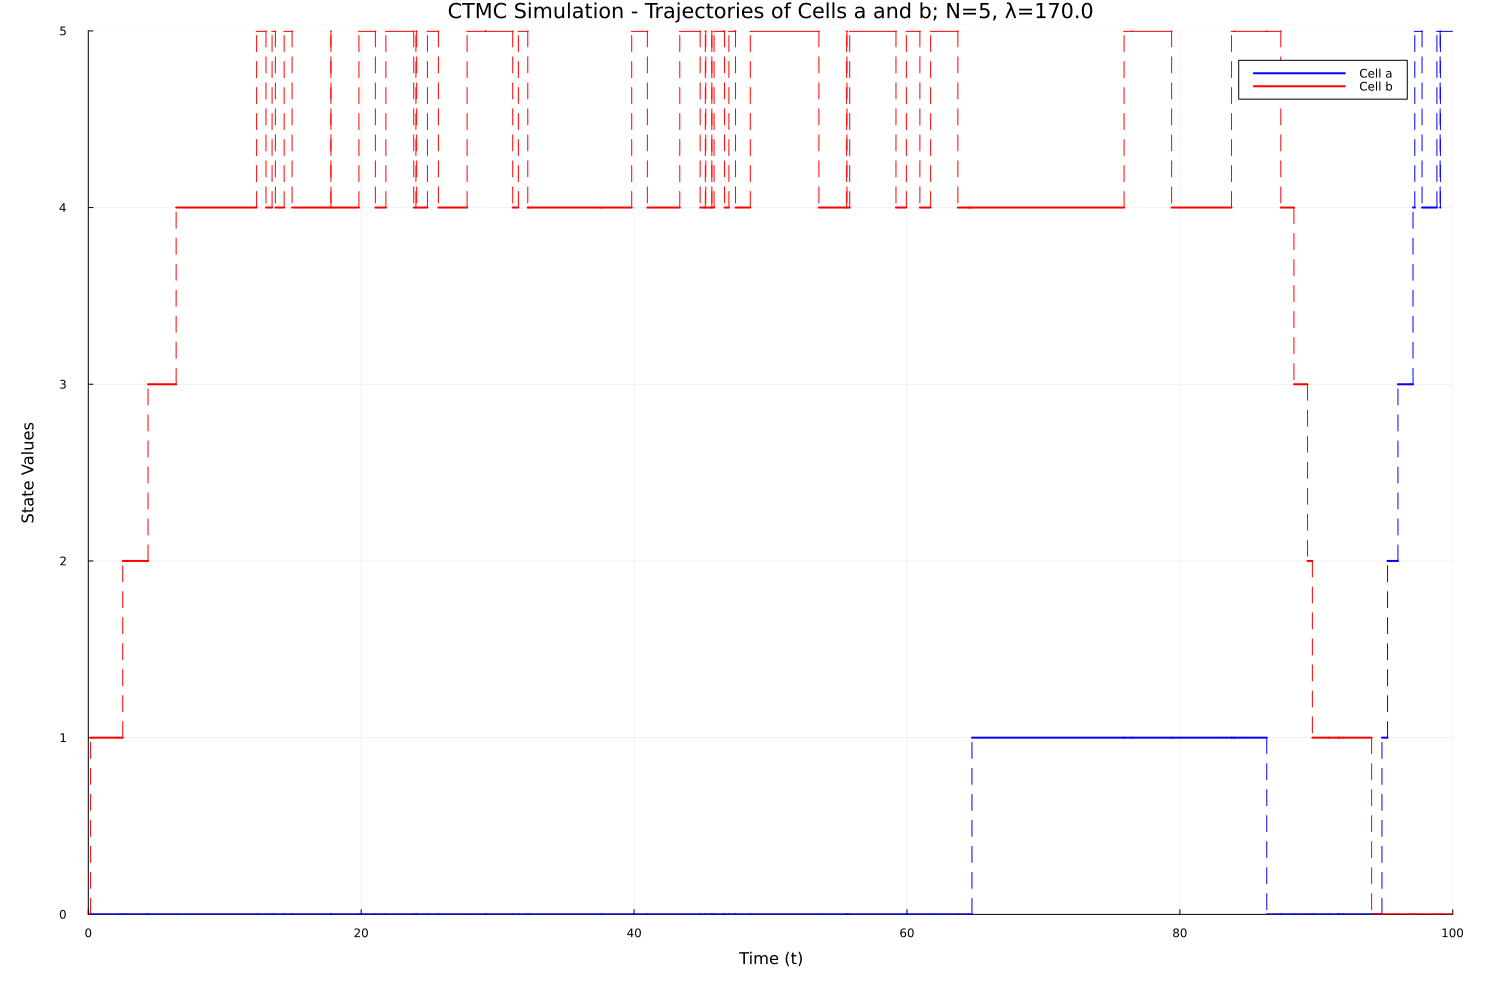 CTMC Simulation - Trajectories of Cells a and b; N=5, λ=170.0
5
Cell a
Cell b
4
3
State Values
2
1
0
0 20 40 60 80 100
Time (t)